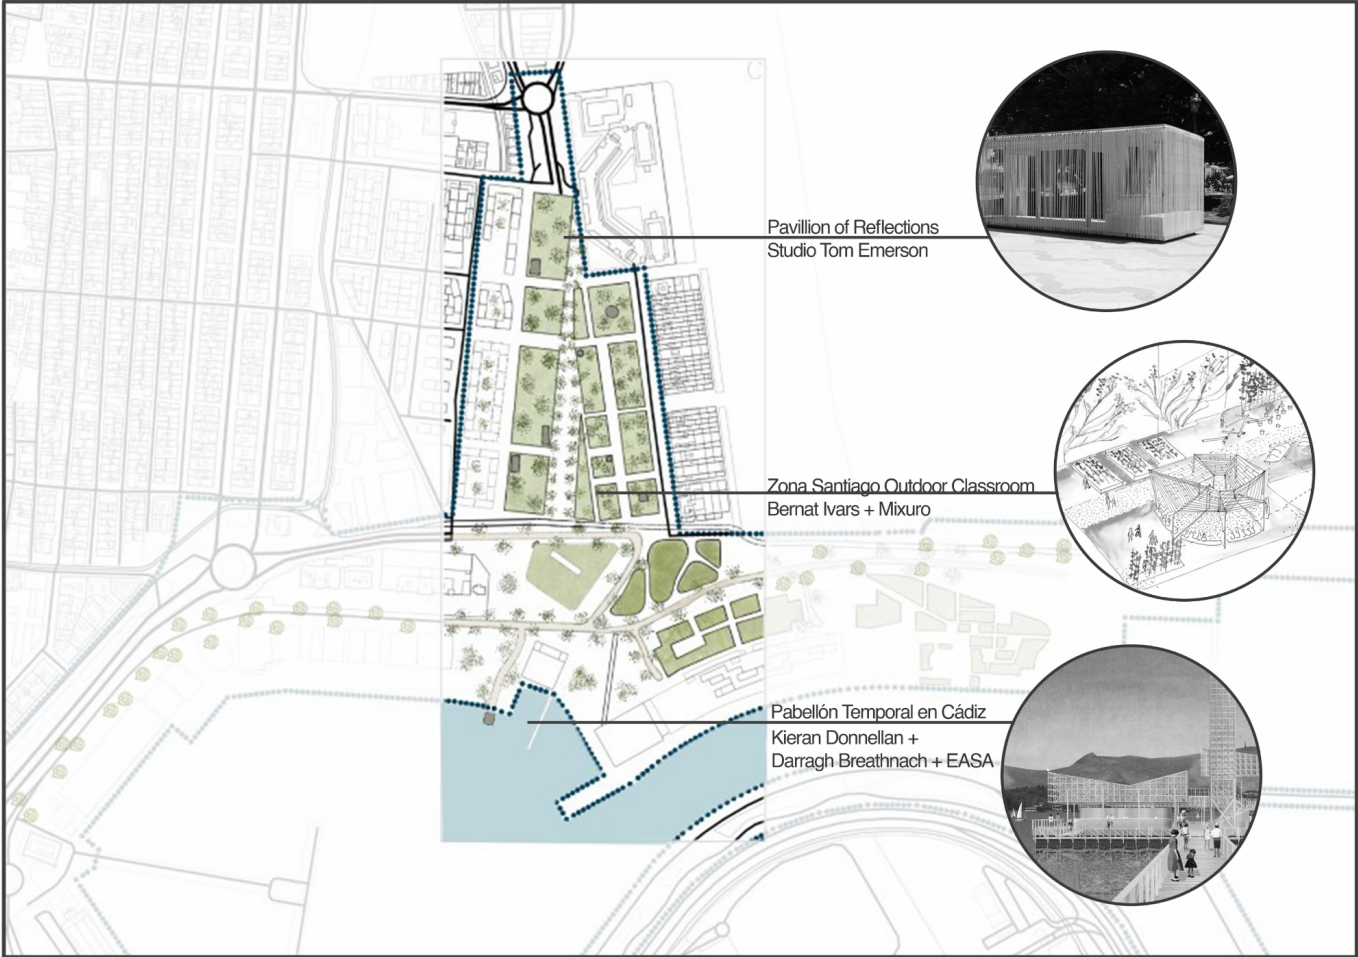 Pavillion of Reflections
Studio Tom Emerson
Zona Santiago Outdoor Classroom
Bernat Ivars + Mixuro
Pabellón Temporal en Cádiz
Kieran Donnellan +
Darragh Breathnach + EASA